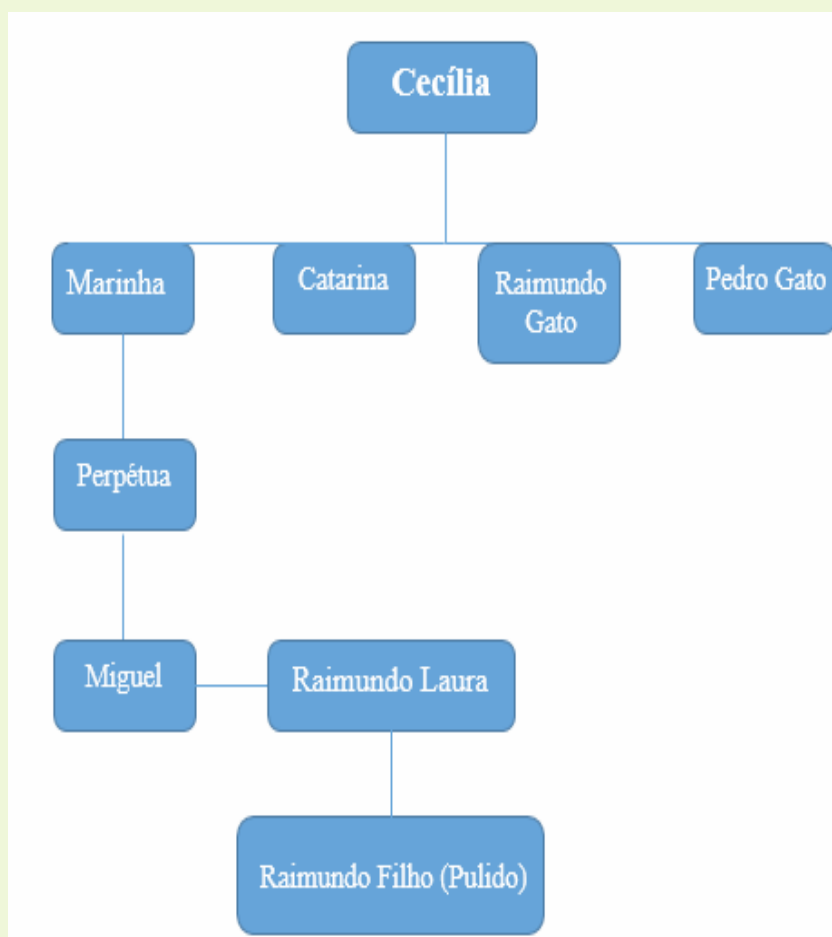 Cecília
Marinha
Catarina
Raimundo
Gato
Pedro Gato
Perpétua
Miguel
Raimundo Laura
Raimundo Filho (Pulido)